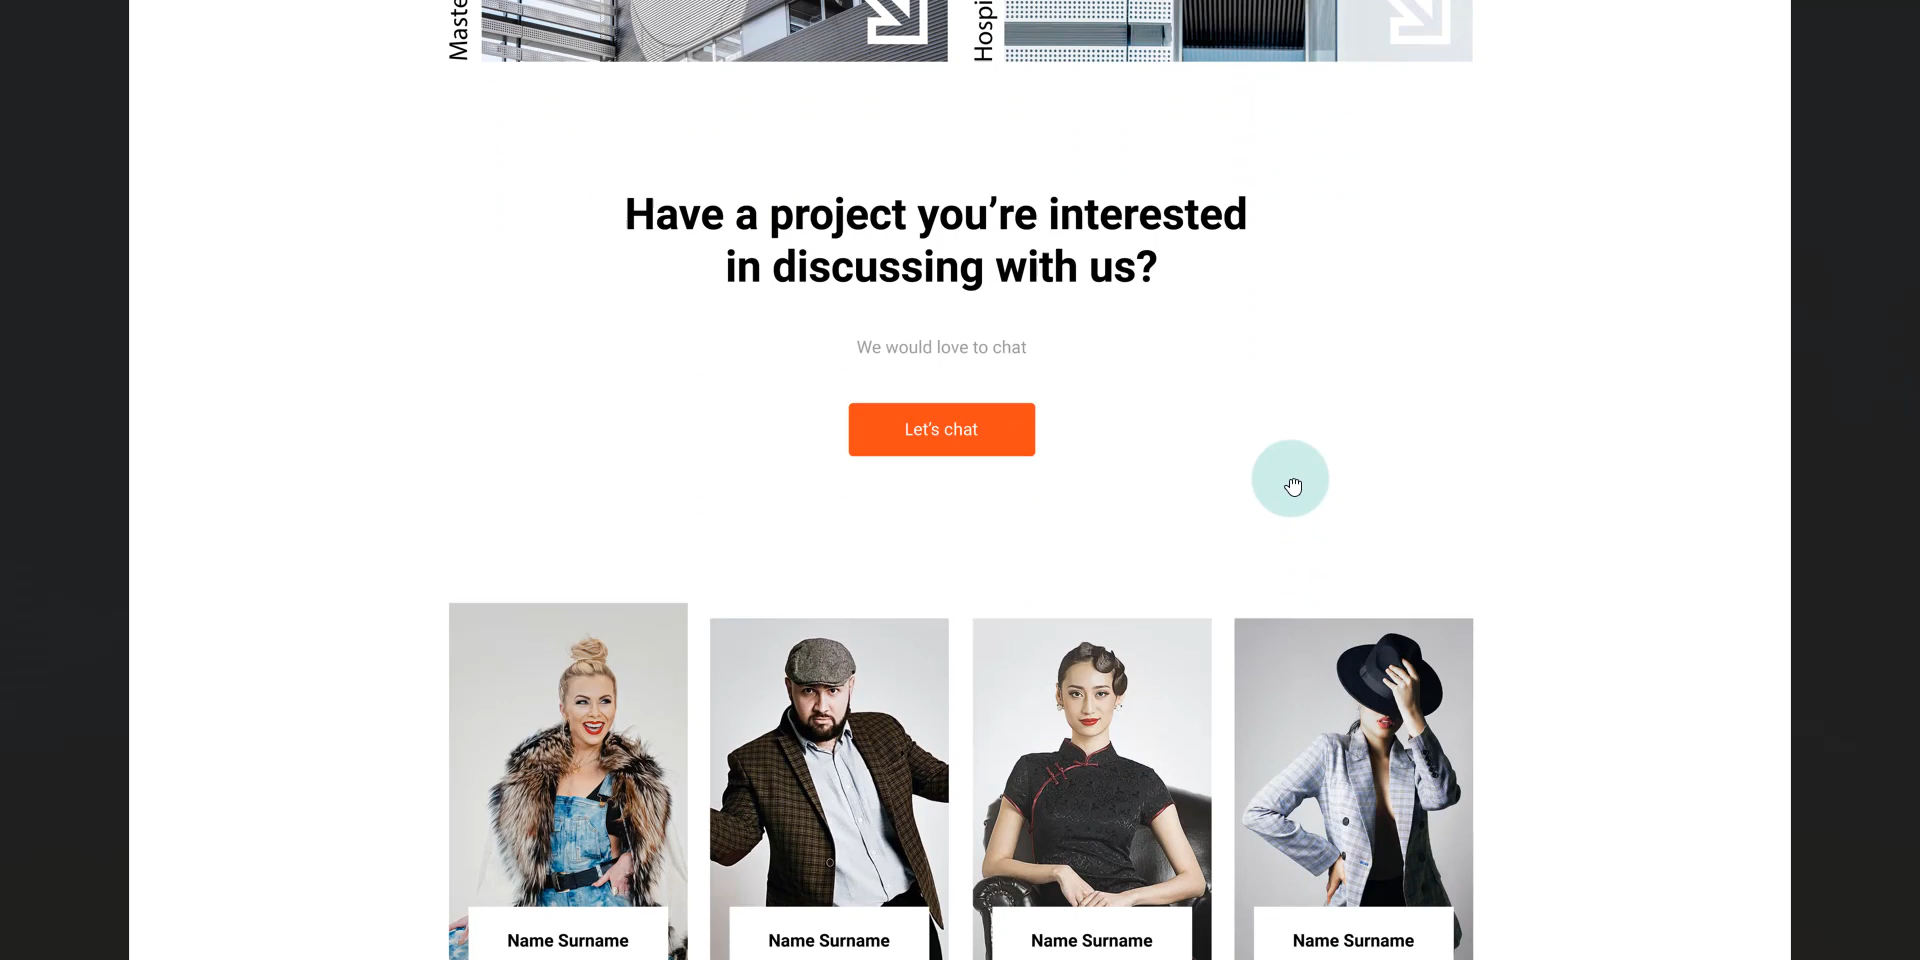 Maste
Hospi
Have a project you’re interested
in discussing with us?
We would love to chat
Let’s chat
Name Surname
Name Surname
Name Surname
Name Surname